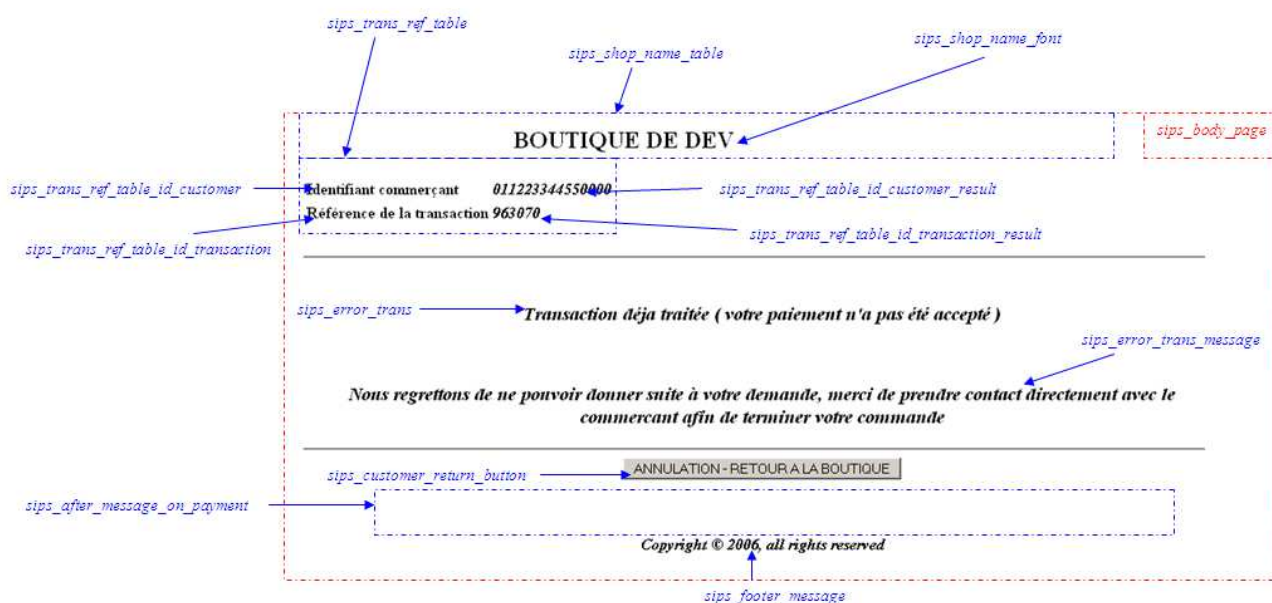 sips_trans_ref_table
sips_shop_name_font
sips_shop_name_table
BOUTIQUE DE DEV
sips_body_page
sips_trans_ref_table_id_customer
Identifiant commerçant 011223344550000
sips_trans_ref_table_id_customer_result
Référence de la transaction 963070
sips_trans_ref_table_id_transaction_result
sips_trans_ref_table_id_transaction
sips_error_trans
Transaction déja traitée ( votre paiement n'a pas été accepté )
sips_error_trans_message
Nous regrettons de ne pouvoir donner suite à votre demande, merci de prendre contact directement avec le
commercant afin de terminer votre commande
ANNULATION - RETOUR A LA BOUTIQUE
sips_customer_return_button
sips_after_message_on_payment
Copyright © 2006, all rights reserved
sips_footer_message